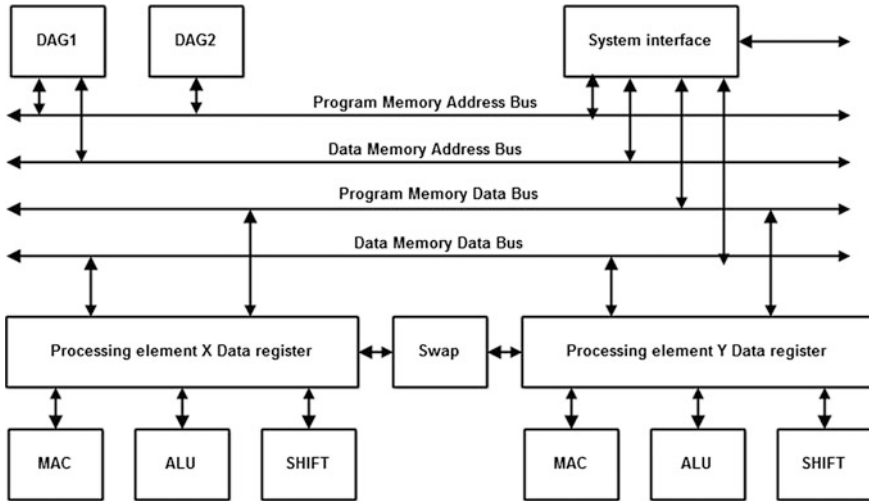 DAG1
DAG2
System interface
Program Memory Address Bus
Data Memory Address Bus
Program Memory Data Bus
Data Memory Data Bus
Processing element X Data register
Swap
Processing element Y Data register
MAC
ALU
SHIFT
MAC
ALU
SHIFT